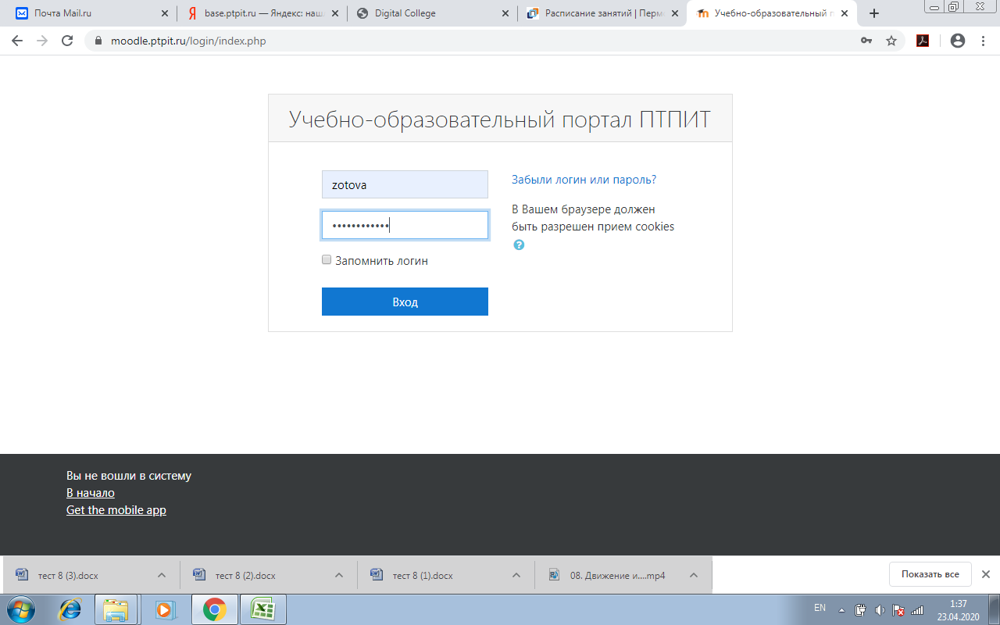 Почта Mail.ru
base.ptpit.ru — Яндекс: наш
Digital College
Расписание занятий | Перм
Учебно-образовательный п
moodle.ptpit.ru/login/index.php
Учебно-образовательный портал ПТПИТ
zotova
••••••••••••
Забыли логин или пароль?
В Вашем браузере должен
быть разрешен прием cookies
Запомнить логин
Вход
Вы не вошли в систему
В начало
Get the mobile app
тест 8 (3).docx
тест 8 (2).docx
тест 8 (1).docx
08. Движение и....mp4
Показать все
EN
1:37
23.04.2020